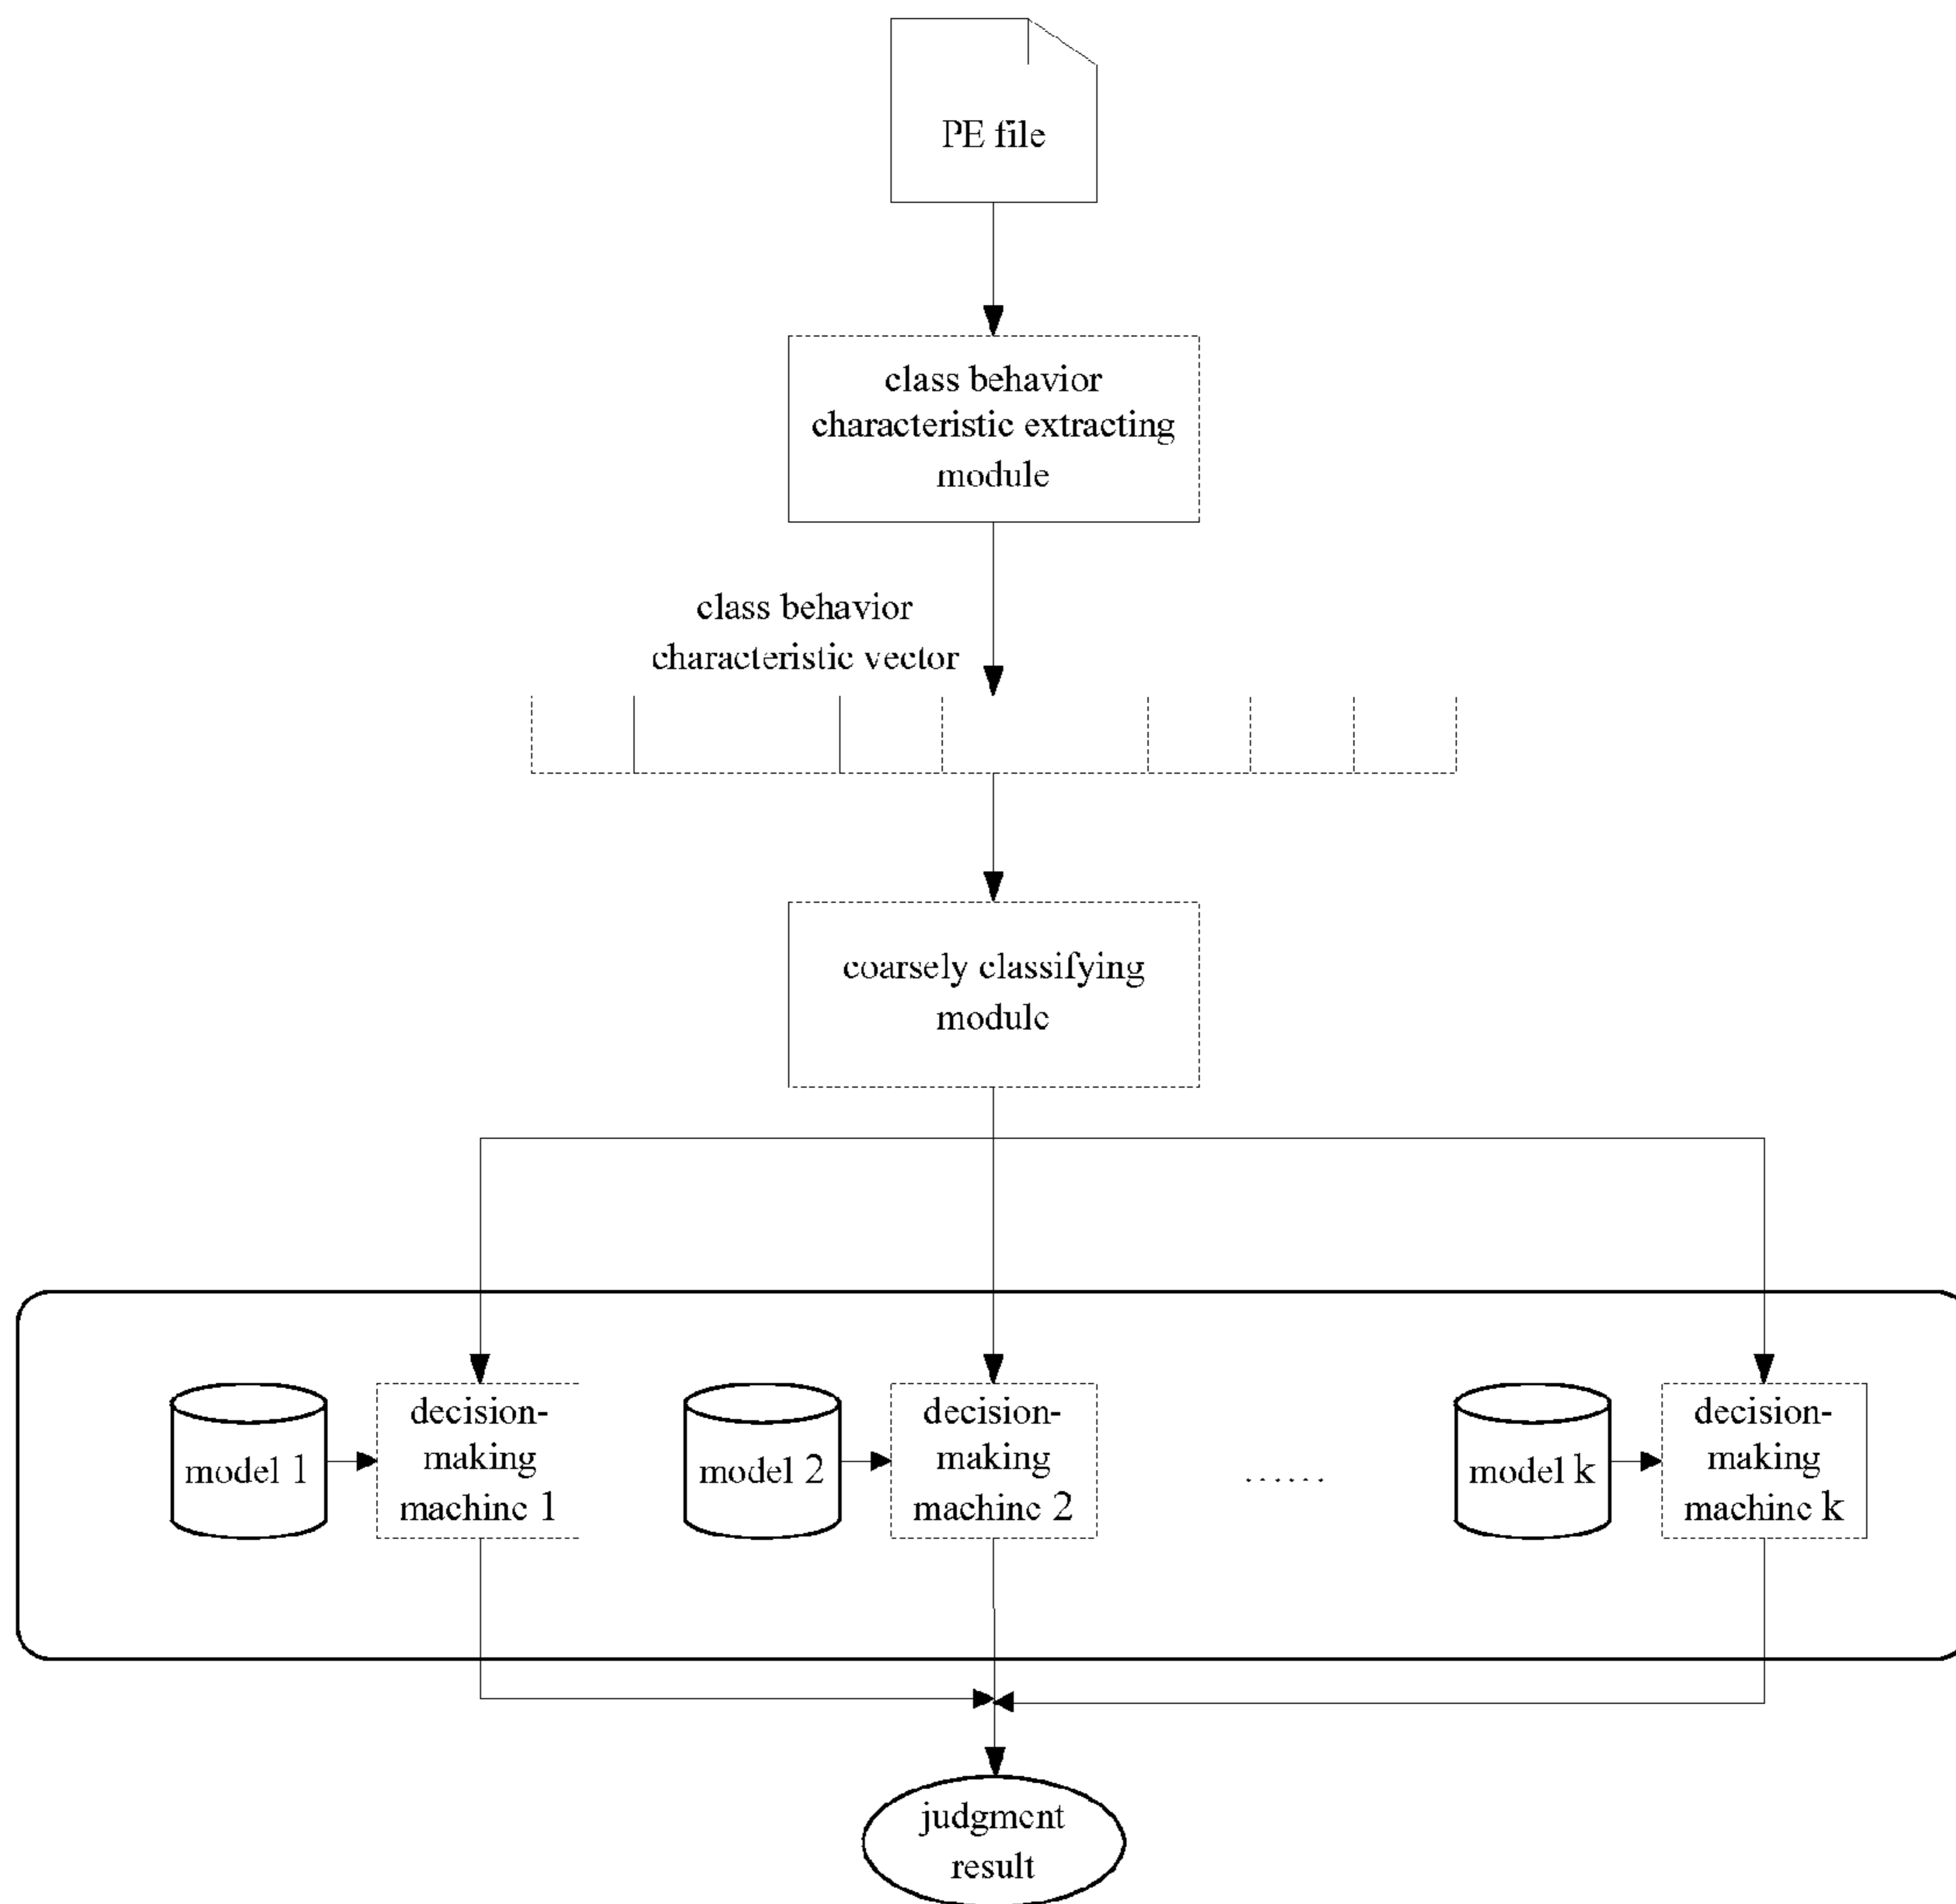 PE file
class behavior
characteristic extracting
module
class behavior
characteristic vector
coarsely classifying
module
model 1
decision-
making
machine 1
model 2
decision-
making
machine 2
......
model k
decision-
making
machine k
judgment
result